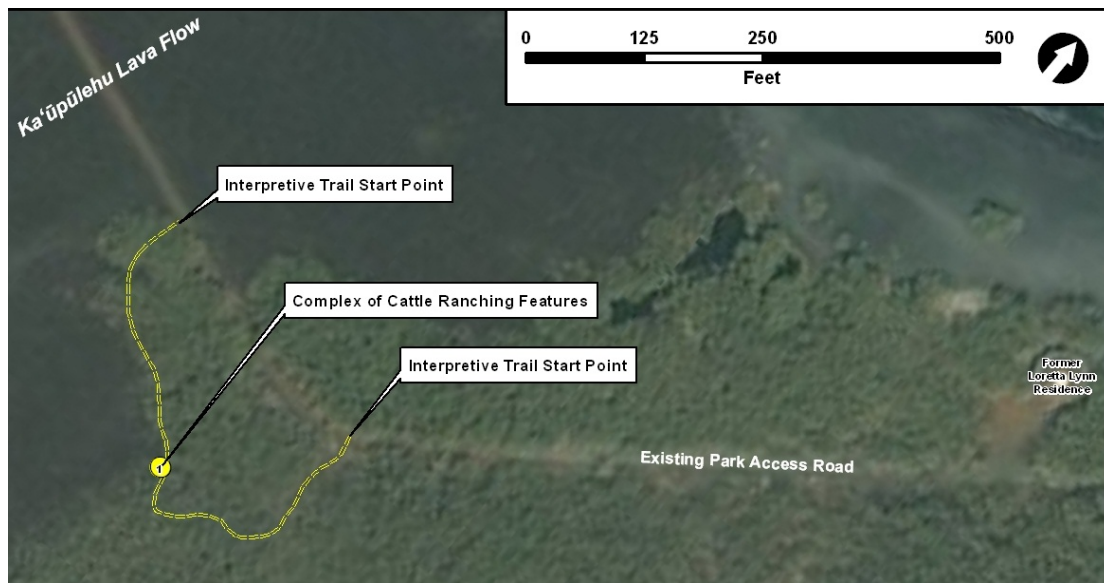 0 125 250 500
Feet
Ka'ūpūlehu Lava Flow
Interpretive Trail Start Point
Complex of Cattle Ranching Features
Interpretive Trail Start Point
Former
Loretta Lynn
Residence
1
Existing Park Access Road